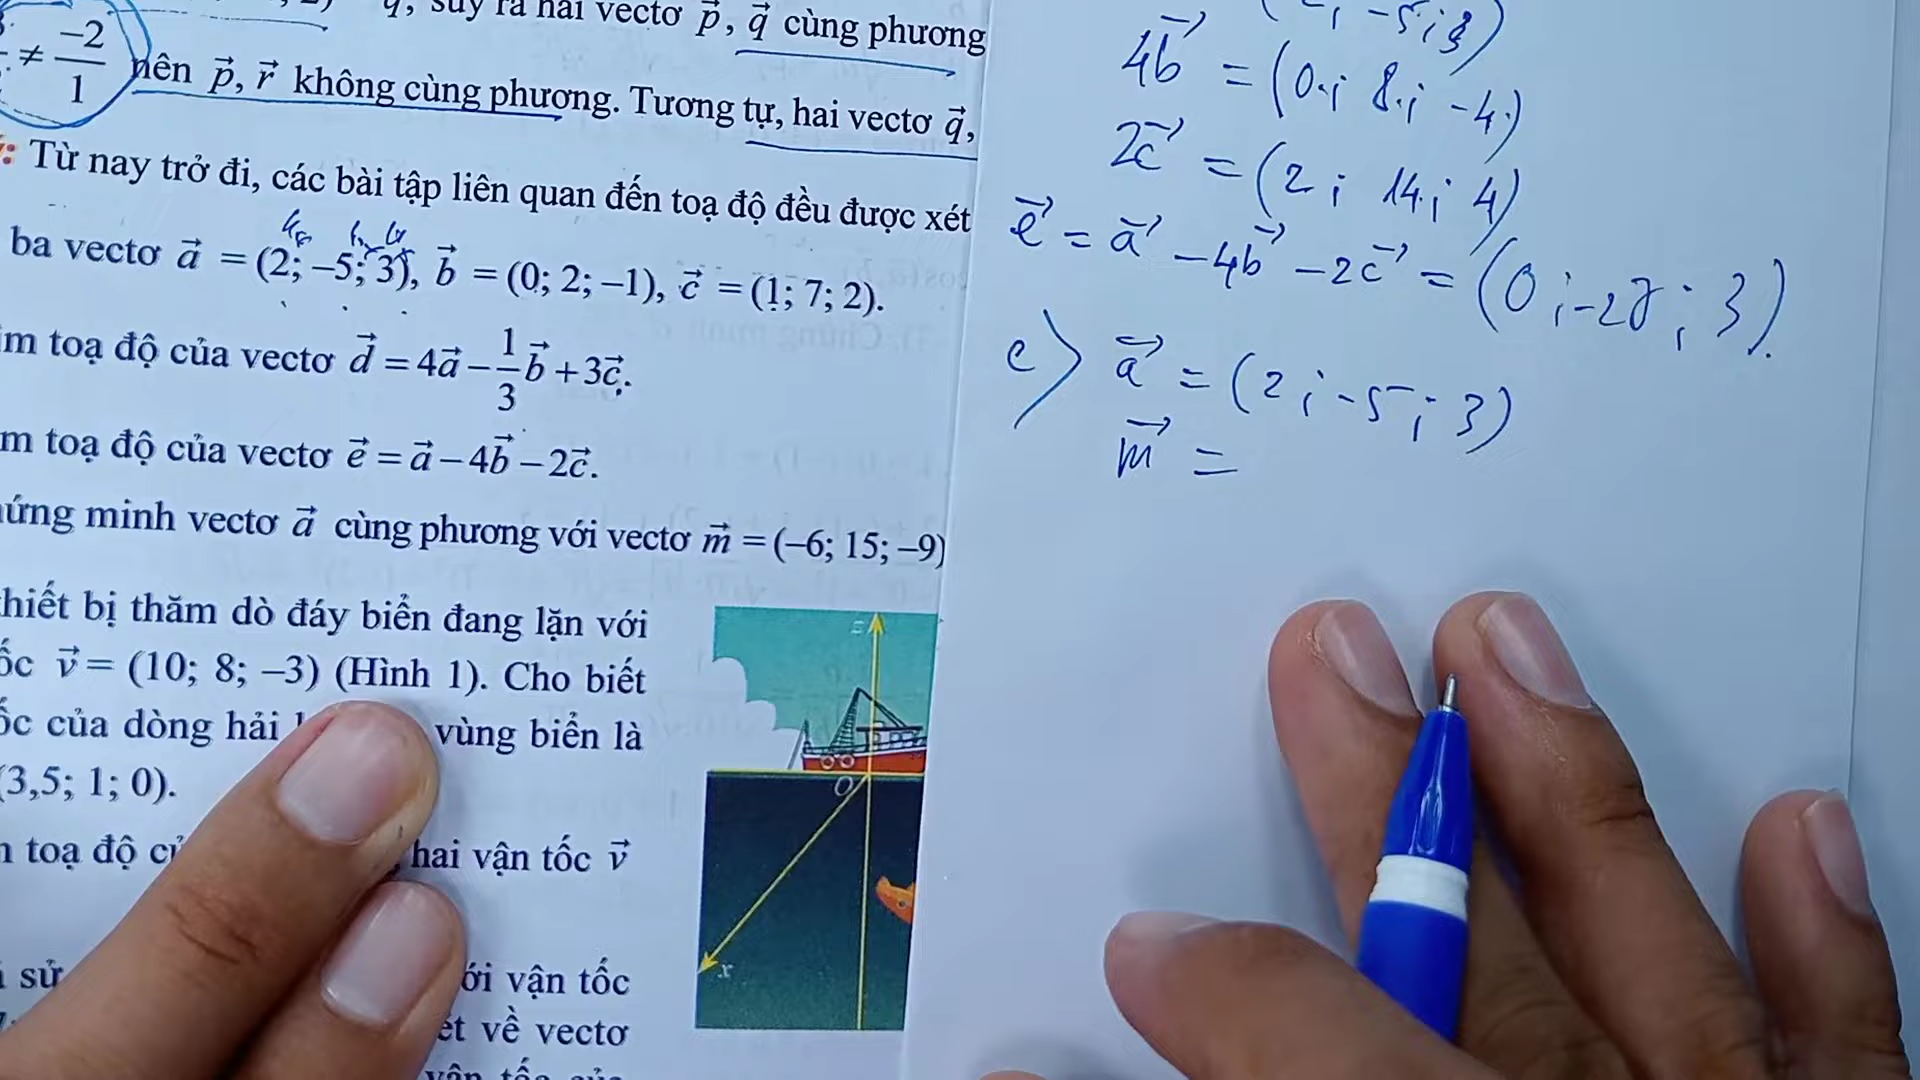 q, suy ra hai vectơ p⃗, q⃗ cùng phương
≠ −2/1 nên p⃗, r⃗ không cùng phương. Tương tự, hai vectơ q⃗,
: Từ nay trở đi, các bài tập liên quan đến toạ độ đều được xét
ba vectơ a⃗ = (2; −5; 3), b⃗ = (0; 2; −1), c⃗ = (1; 7; 2).
toạ độ của vectơ d⃗ = 4a⃗ − 1/3 b⃗ + 3c⃗.
toạ độ của vectơ e⃗ = a⃗ − 4b⃗ − 2c⃗.
minh vectơ a⃗ cùng phương với vectơ m⃗ = (−6; 15; −9)
bị thăm dò đáy biển đang lặn với
v⃗ = (10; 8; −3) (Hình 1). Cho biết
của dòng hải vùng biển là
(3,5; 1; 0).
toạ độ hai vận tốc v⃗
sử với vận tốc
về vectơ
z
O
x
; −5; 3)
4b⃗ = (0; 8; −4)
2c⃗ = (2; 14; 4)
e⃗ = a⃗ − 4b⃗ − 2c⃗ = (0; −27; 3).
c) a⃗ = (2; −5; 3)
m⃗ =